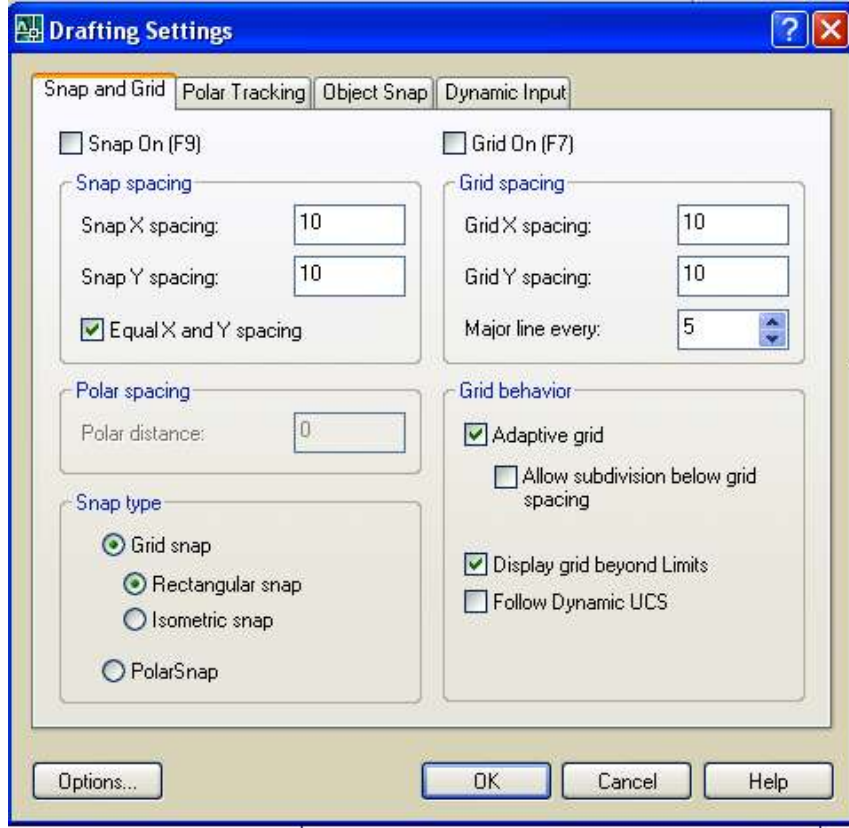 Drafting Settings
Snap and Grid
Polar Tracking
Object Snap
Dynamic Input
Snap On (F9)
Snap spacing
Snap X spacing: 10
Snap Y spacing: 10
Equal X and Y spacing
Polar spacing
Polar distance: 0
Snap type
Grid snap
Rectangular snap
Isometric snap
PolarSnap
Grid On (F7)
Grid spacing
Grid X spacing: 10
Grid Y spacing: 10
Major line every: 5
Grid behavior
Adaptive grid
Allow subdivision below grid
spacing
Display grid beyond Limits
Follow Dynamic UCS
Options...
OK
Cancel
Help